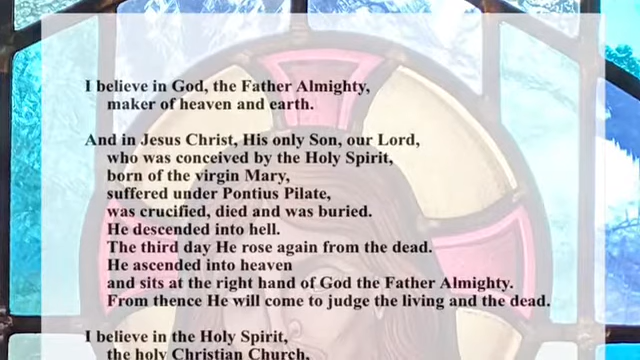 I believe in God, the Father Almighty,
maker of heaven and earth.
And in Jesus Christ, His only Son, our Lord,
who was conceived by the Holy Spirit,
born of the virgin Mary,
suffered under Pontius Pilate,
was crucified, died and was buried.
He descended into hell.
The third day He rose again from the dead.
He ascended into heaven
and sits at the right hand of God the Father Almighty.
From thence He will come to judge the living and the dead.
I believe in the Holy Spirit,
the holy Christian Church,